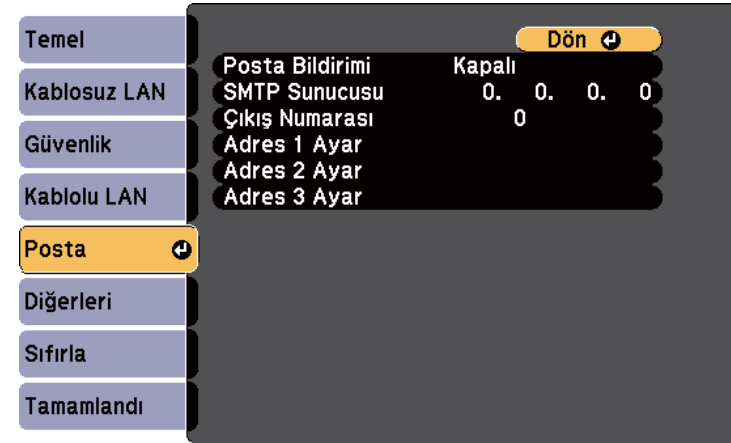 Temel
Kablosuz LAN
Güvenlik
Kablolu LAN
Posta
Diğerleri
Sıfırla
Tamamlandı
Dön
Posta Bildirimi Kapalı
SMTP Sunucusu 0. 0. 0. 0
Çıkış Numarası 0
Adres 1 Ayar
Adres 2 Ayar
Adres 3 Ayar